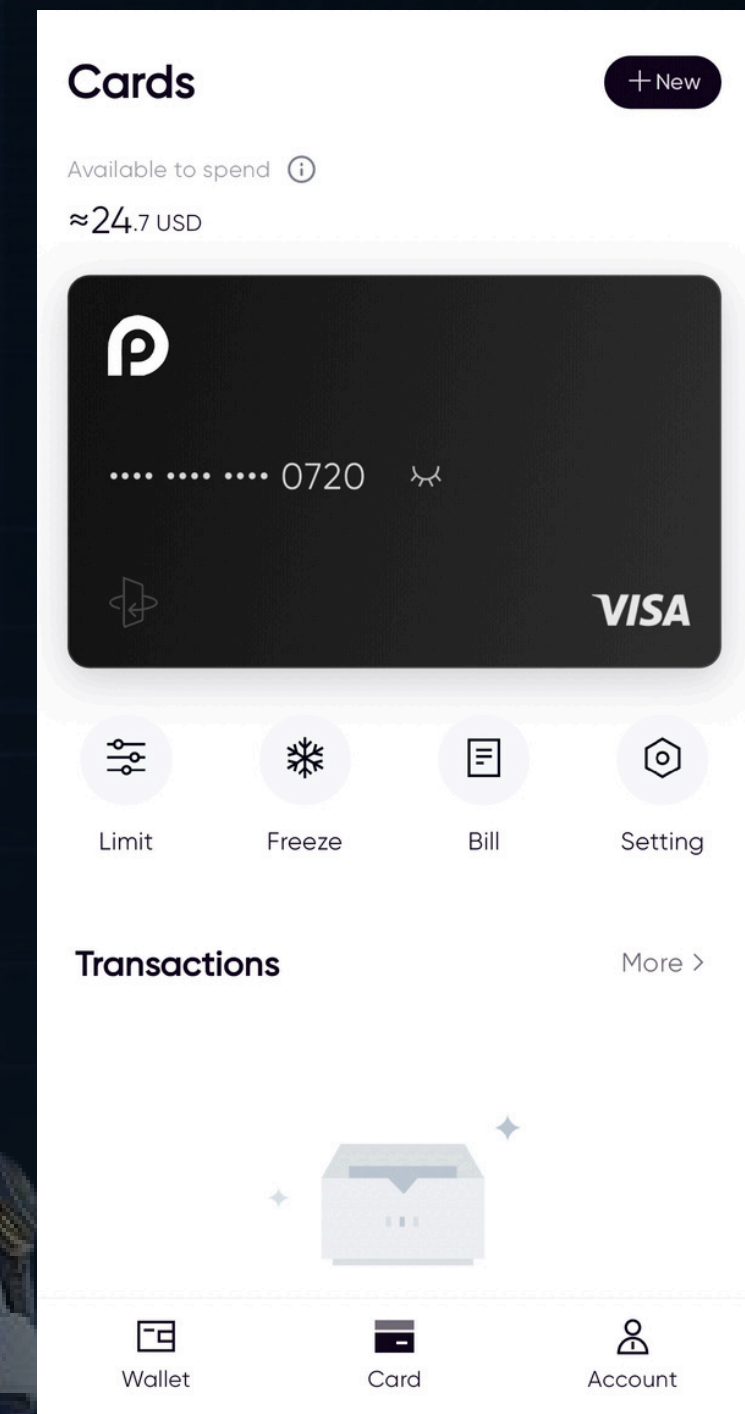 Cards
+ New
Available to spend
≈24.7 USD
•••• •••• •••• 0720
VISA
Limit
Freeze
Bill
Setting
Transactions
More >
Wallet
Card
Account